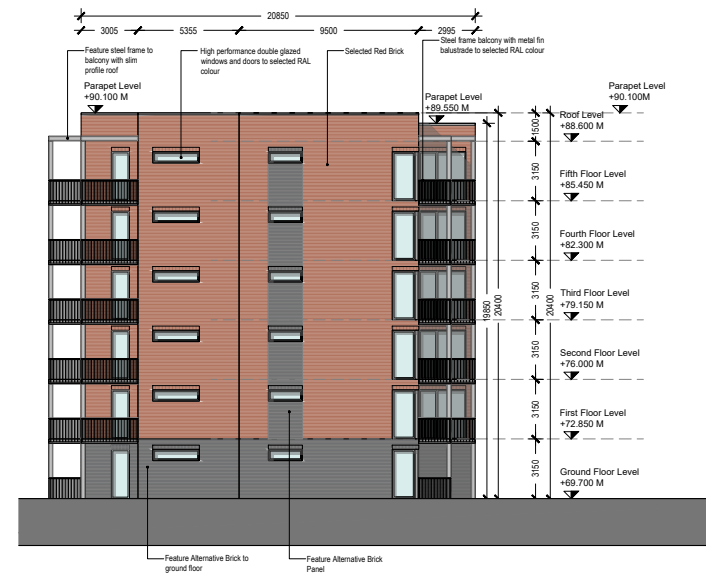 20850
3005
5355
9500
2995
Feature steel frame to
balcony with slim
profile roof
High performance double glazed
windows and doors to selected RAL
colour
Selected Red Brick
Steel frame balcony with metal fin
balustrade to selected RAL colour
Parapet Level
+90.100 M
Parapet Level
+89.550 M
Parapet Level
+90.100M
Roof Level
+88.600 M
1500
3150
Fifth Floor Level
+85.450 M
3150
Fourth Floor Level
+82.300 M
3150
Third Floor Level
+79.150 M
19850
20400
20400
3150
Second Floor Level
+76.000 M
3150
First Floor Level
+72.850 M
3150
Ground Floor Level
+69.700 M
Feature Alternative Brick to
ground floor
Feature Alternative Brick
Panel